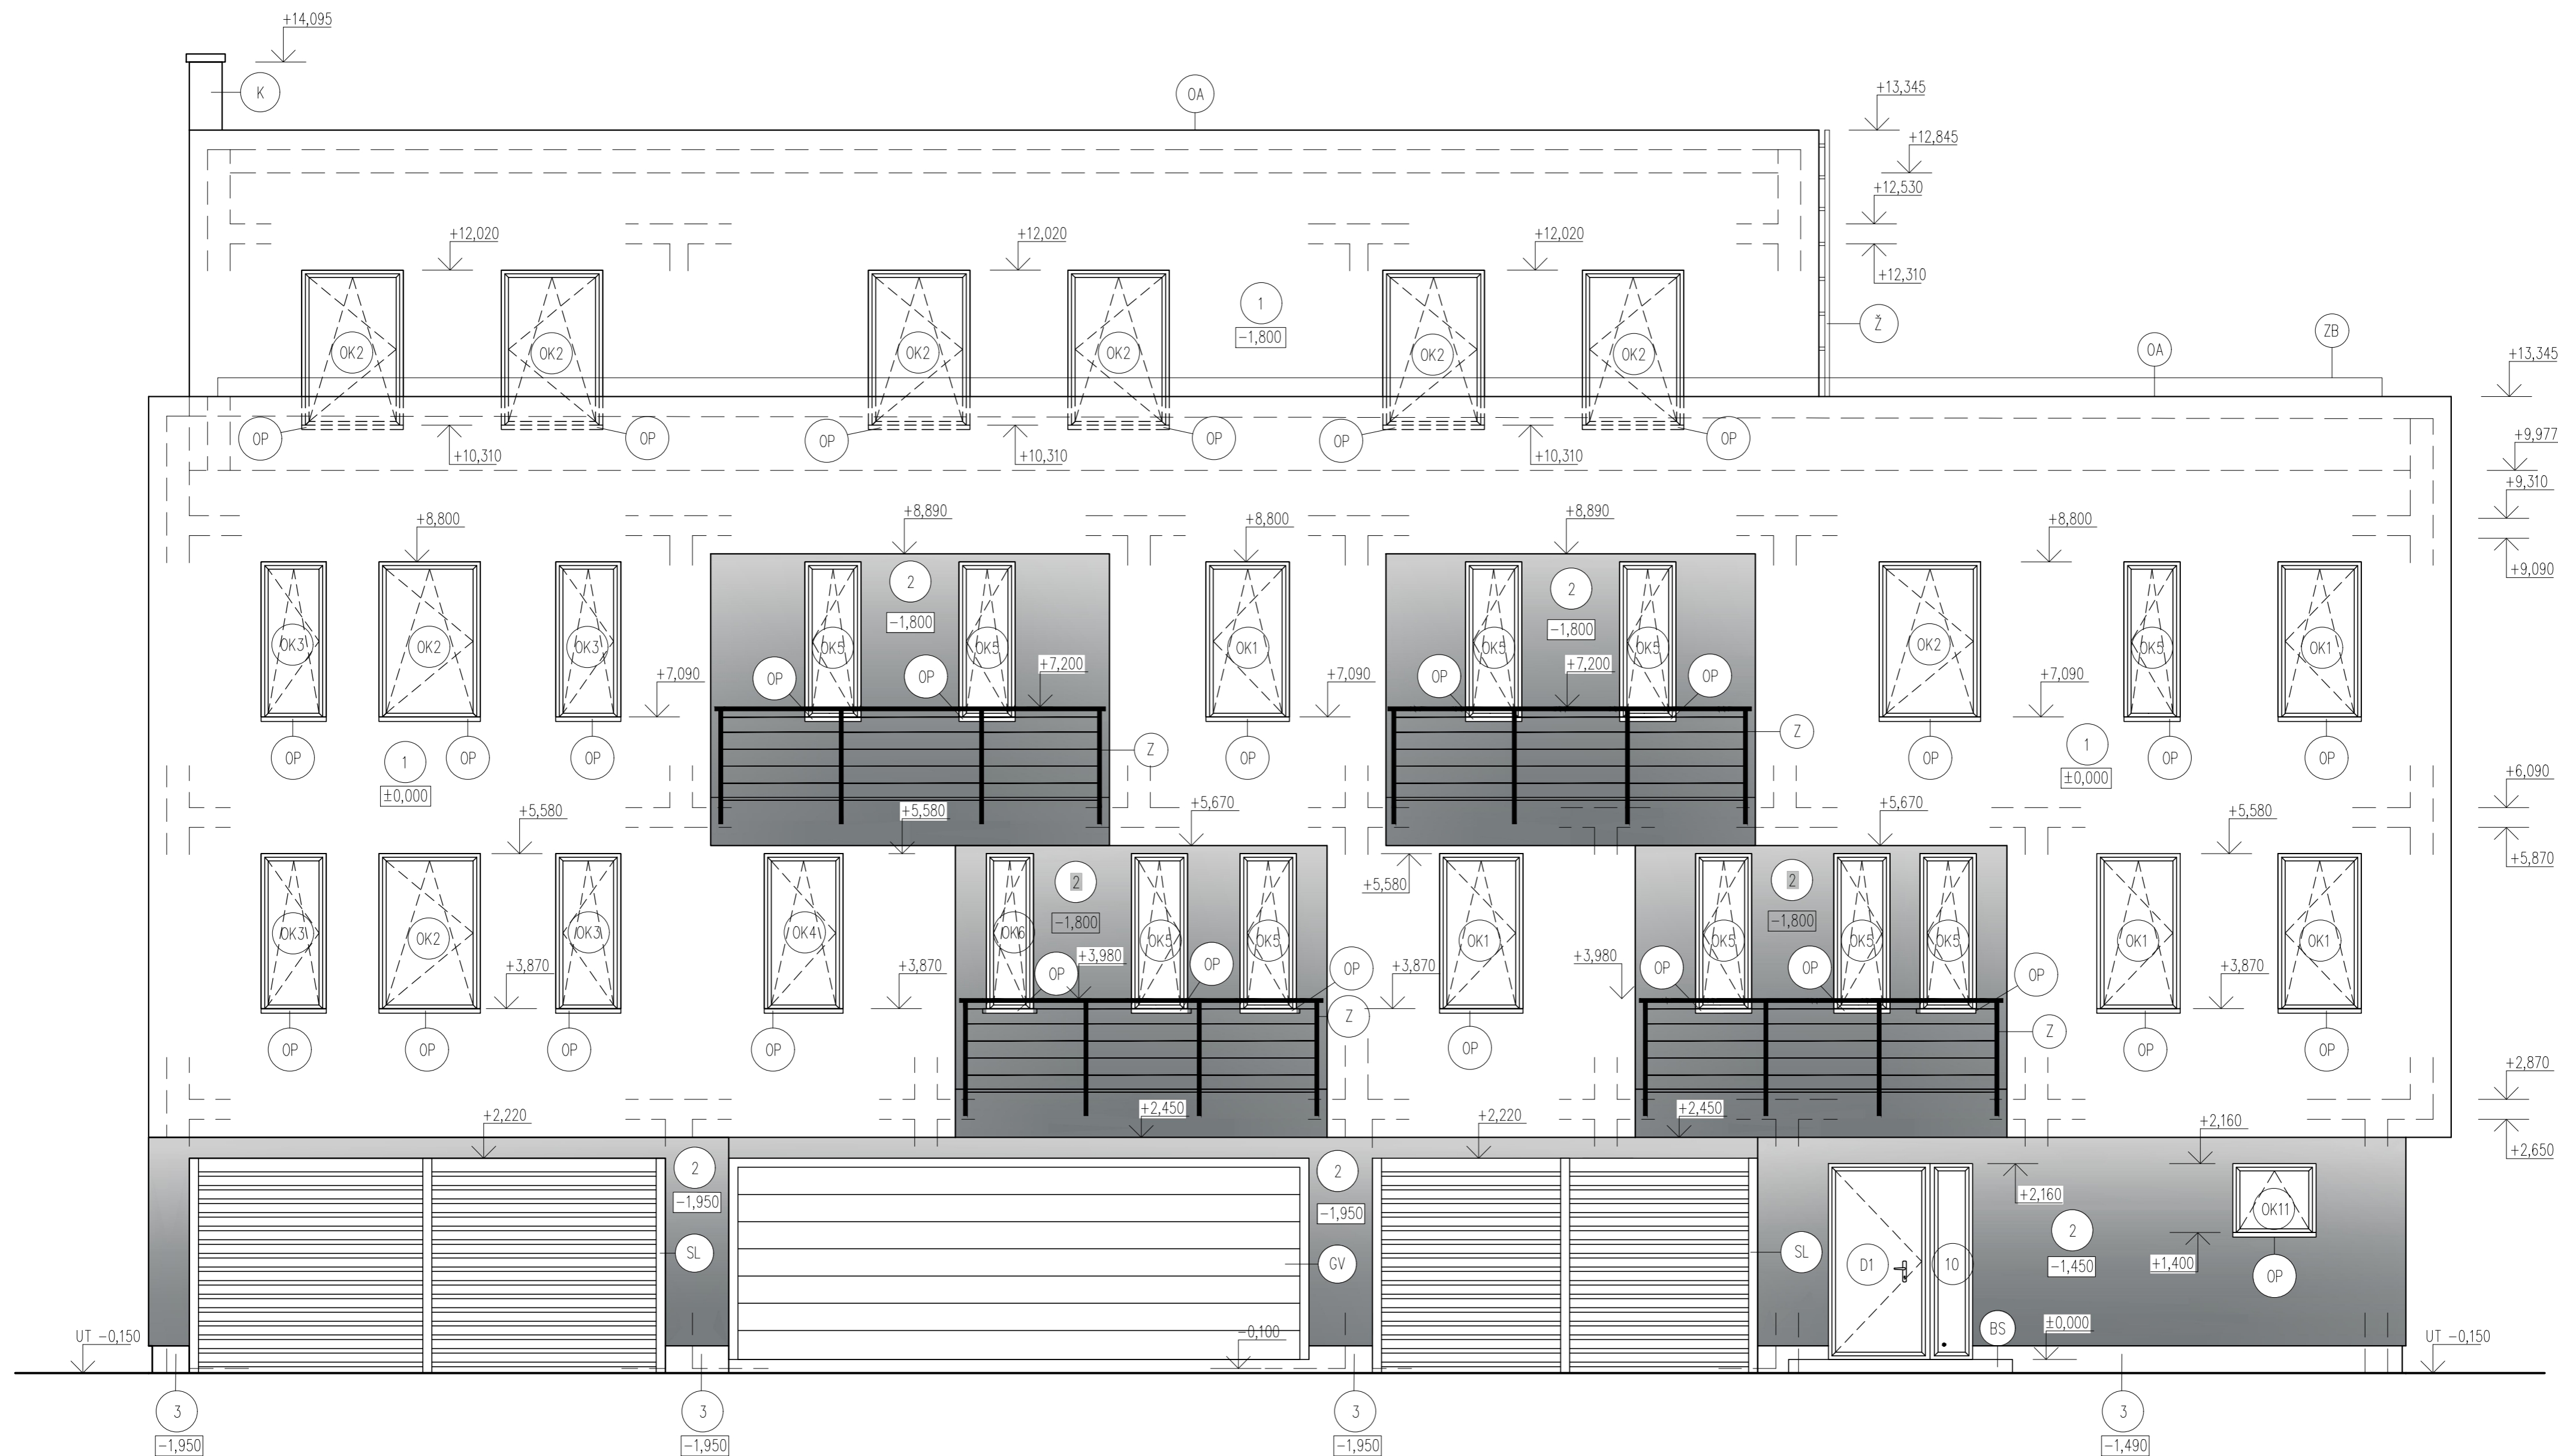 +14,095
K
OA
+13,345
+12,845
+12,530
+12,310
+12,020
+12,020
+12,020
1
-1,800
Ž
OK2
OK2
OK2
OK2
OK2
OK2
OA
ZB
+13,345
OP
OP
OP
OP
OP
OP
+10,310
+10,310
+10,310
+9,977
+9,310
+9,090
+8,800
+8,890
+8,800
+8,890
+8,800
2
-1,800
2
-1,800
OK3
OK2
OK3
OK5
OK5
OK1
OK5
OK5
OK2
OK5
OK1
+7,090
OP
OP
+7,200
+7,090
OP
+7,200
OP
+7,090
OP
OP
OP
Z
OP
Z
OP
OP
OP
1
±0,000
1
±0,000
+6,090
+5,870
+5,580
+5,580
+5,670
+5,580
+5,670
+5,580
2
-1,800
2
-1,800
OK3
OK2
OK3
OK4
OK6
OK5
OK5
OK1
OK5
OK5
OK5
OK1
OK1
+3,870
+3,870
OP
+3,980
OP
OP
+3,870
+3,980
OP
OP
OP
+3,870
Z
Z
OP
OP
OP
OP
OP
OP
OP
+2,870
+2,650
+2,220
+2,450
+2,220
+2,450
+2,160
2
-1,950
2
-1,950
+2,160
2
-1,450
OK11
+1,400
OP
SL
GV
SL
D1
10
BS
±0,000
UT -0,150
-0,100
UT -0,150
3
-1,950
3
-1,950
3
-1,950
3
-1,490